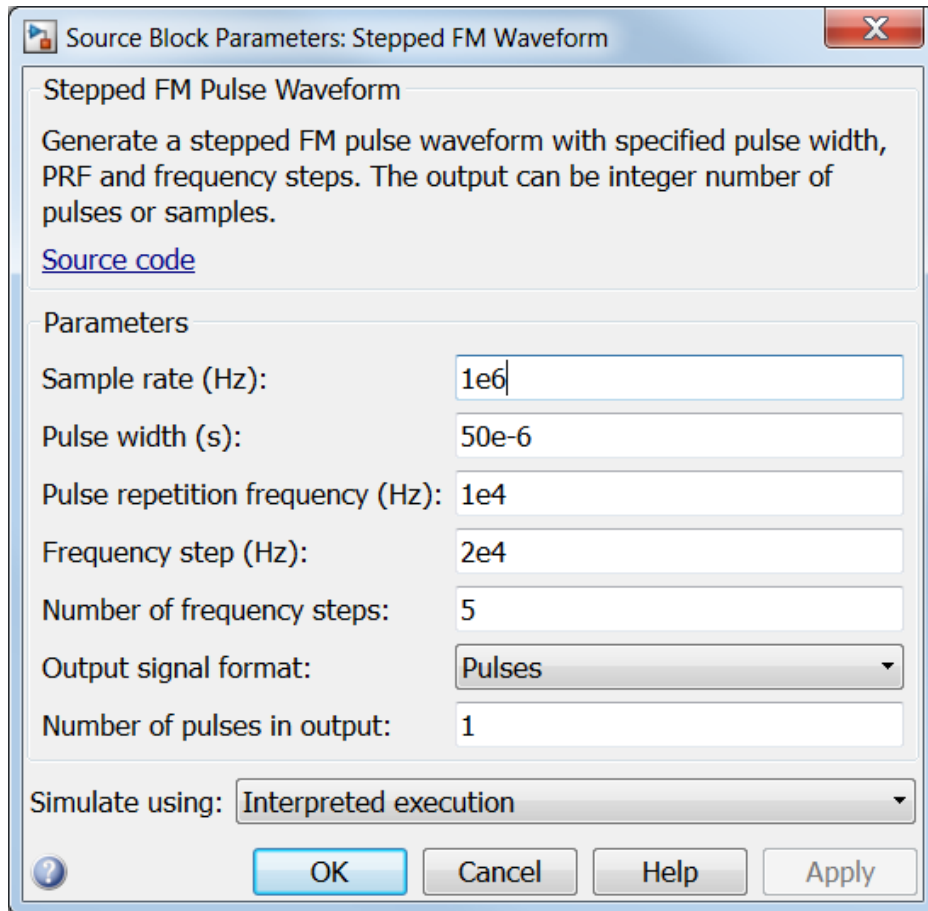 Source Block Parameters: Stepped FM Waveform
X
Stepped FM Pulse Waveform
Generate a stepped FM pulse waveform with specified pulse width,
PRF and frequency steps. The output can be integer number of
pulses or samples.
Source code
Parameters
Sample rate (Hz): 1e6
Pulse width (s): 50e-6
Pulse repetition frequency (Hz): 1e4
Frequency step (Hz): 2e4
Number of frequency steps: 5
Output signal format: Pulses
Number of pulses in output: 1
Simulate using: Interpreted execution
? OK Cancel Help Apply